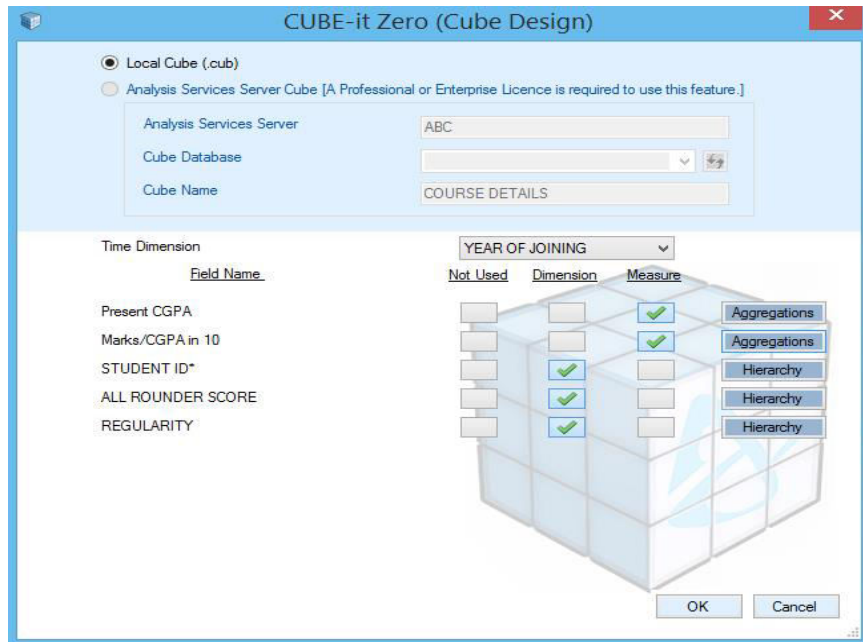 CUBE-it Zero (Cube Design)
Local Cube (.cub)
Analysis Services Server Cube [A Professional or Enterprise Licence is required to use this feature.]
Analysis Services Server ABC
Cube Database
Cube Name COURSE DETAILS
Time Dimension YEAR OF JOINING
Field Name Not Used Dimension Measure
Present CGPA Aggregations
Marks/CGPA in 10 Aggregations
STUDENT ID* Hierarchy
ALL ROUNDER SCORE Hierarchy
REGULARITY Hierarchy
OK Cancel